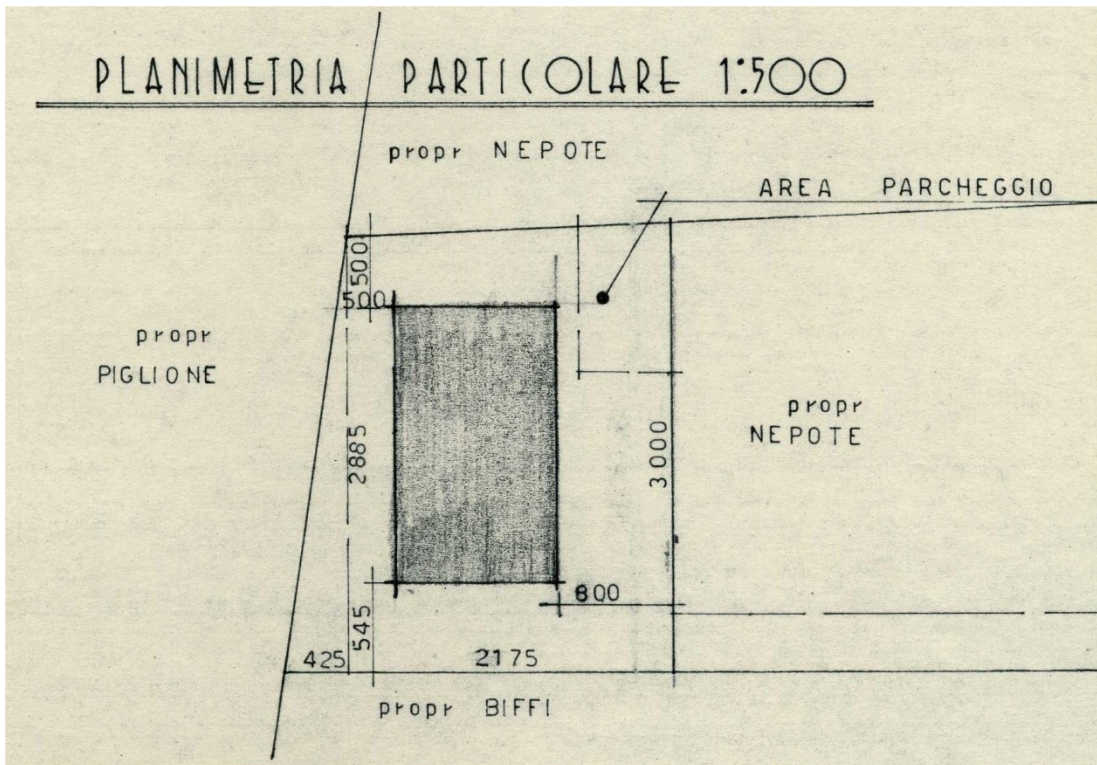 PLANIMETRIA PARTICOLARE 1:500
propr NEPOTE
AREA PARCHEGGIO
500
500
propr
PIGLIONE
2885
3000
propr
NEPOTE
545
600
425
2175
propr BIFFI